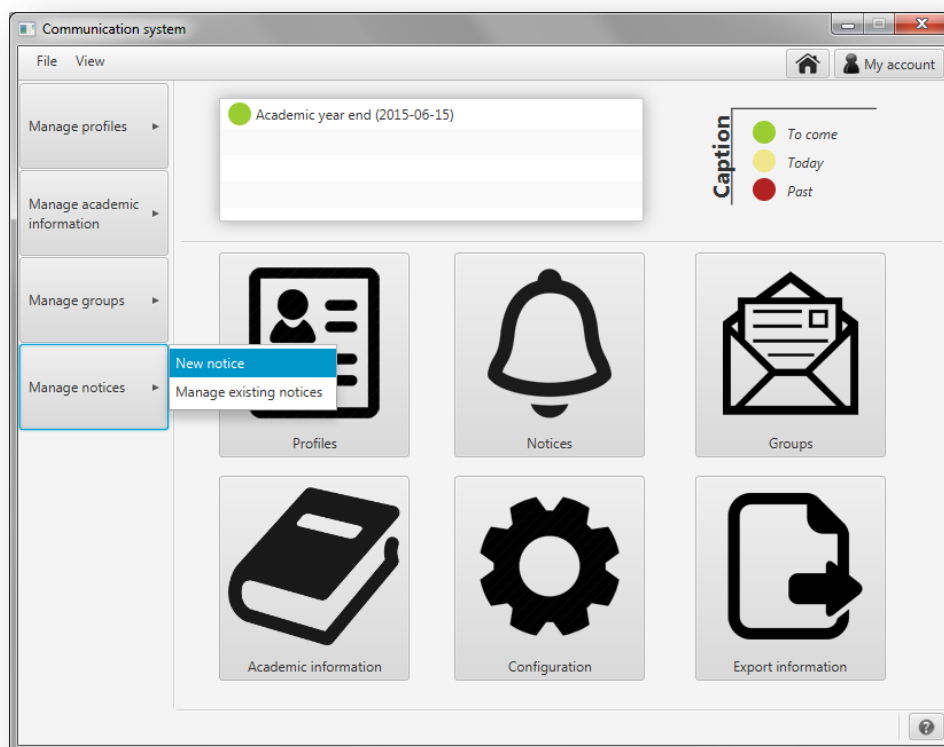 Communication system
File View
My account
Manage profiles
Manage academic
information
Manage groups
Manage notices
New notice
Manage existing notices
Academic year end (2015-06-15)
Caption
To come
Today
Past
Profiles
Notices
Groups
Academic information
Configuration
Export information
?